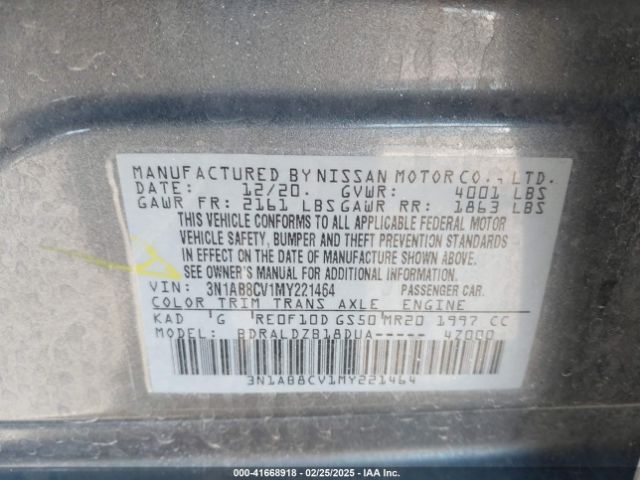 MANUFACTURED BY NISSAN MOTOR CO., LTD.
DATE: 12/20. GVWR: 4001 LBS
GAWR FR: 2161 LBS GAWR RR: 1863 LBS
THIS VEHICLE CONFORMS TO ALL APPLICABLE FEDERAL MOTOR
VEHICLE SAFETY, BUMPER AND THEFT PREVENTION STANDARDS
IN EFFECT ON THE DATE OF MANUFACTURE SHOWN ABOVE.
SEE OWNER'S MANUAL FOR ADDITIONAL INFORMATION.
VIN: 3N1AB8CV1MY221464 PASSENGER CAR.
COLOR TRIM TRANS AXLE ENGINE
KAD G RE0F10D GS50 MR20 1997 CC
MODEL: BDRALDZB18DUA----- 4Z000
3N1AB8CV1MY221464
000-41668918 - 02/25/2025 - IAA Inc.